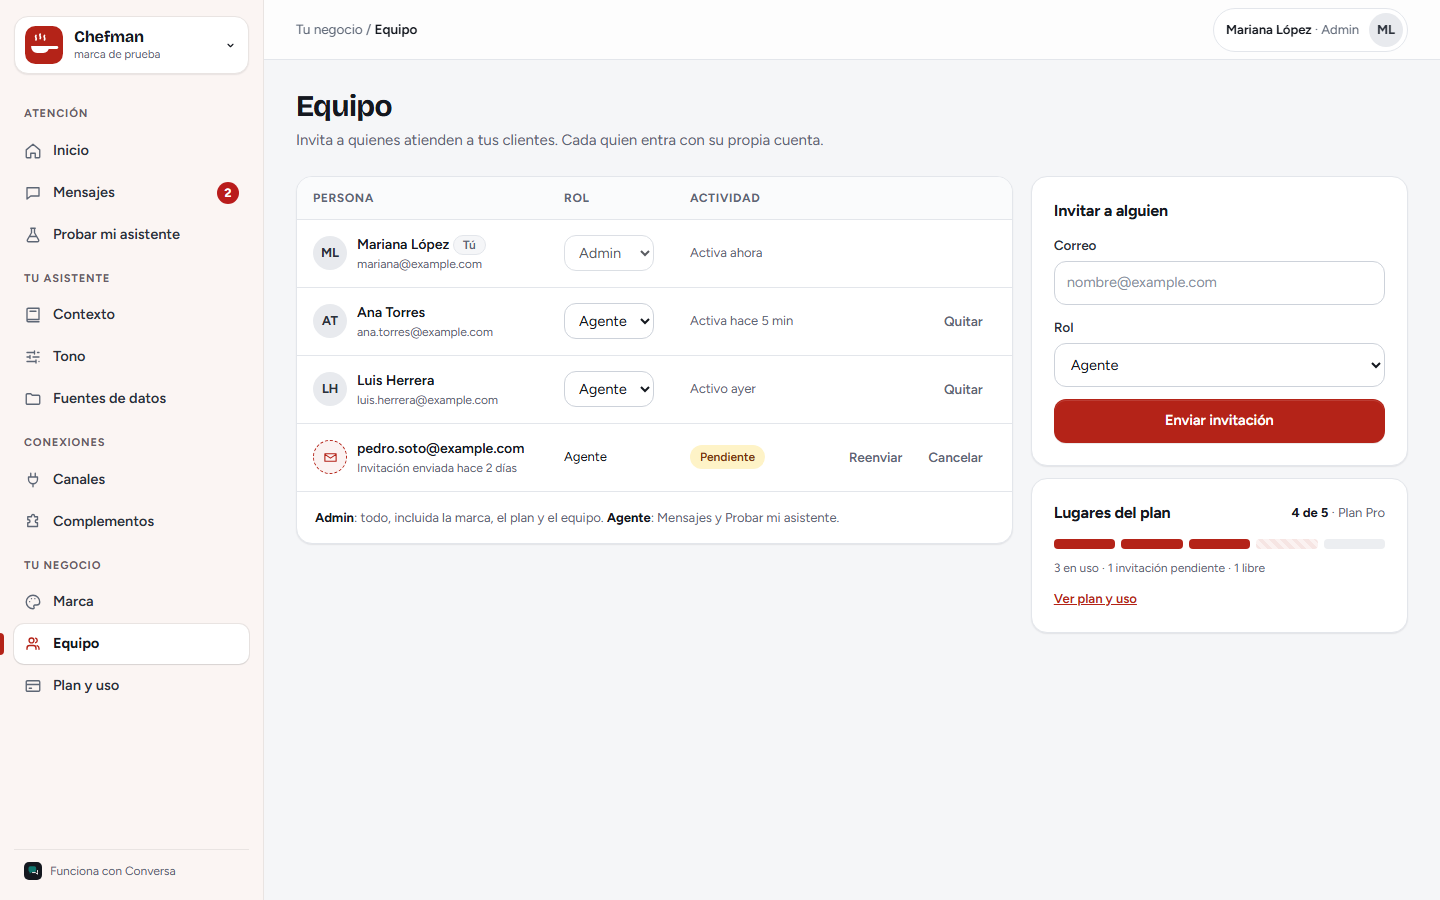 Chefman
marca de prueba
ATENCIÓN
Inicio
Mensajes 2
Probar mi asistente
TU ASISTENTE
Contexto
Tono
Fuentes de datos
CONEXIONES
Canales
Complementos
TU NEGOCIO
Marca
Equipo
Plan y uso
Funciona con Conversa
Tu negocio / Equipo
Mariana López · Admin ML
Equipo
Invita a quienes atienden a tus clientes. Cada quien entra con su propia cuenta.
PERSONA ROL ACTIVIDAD
ML Mariana López Tú Admin Activa ahora
mariana@example.com
AT Ana Torres Agente Activa hace 5 min Quitar
ana.torres@example.com
LH Luis Herrera Agente Activo ayer Quitar
luis.herrera@example.com
pedro.soto@example.com Agente Pendiente Reenviar Cancelar
Invitación enviada hace 2 días
Admin: todo, incluida la marca, el plan y el equipo. Agente: Mensajes y Probar mi asistente.
Invitar a alguien
Correo
nombre@example.com
Rol
Agente
Enviar invitación
Lugares del plan 4 de 5 · Plan Pro
3 en uso · 1 invitación pendiente · 1 libre
Ver plan y uso